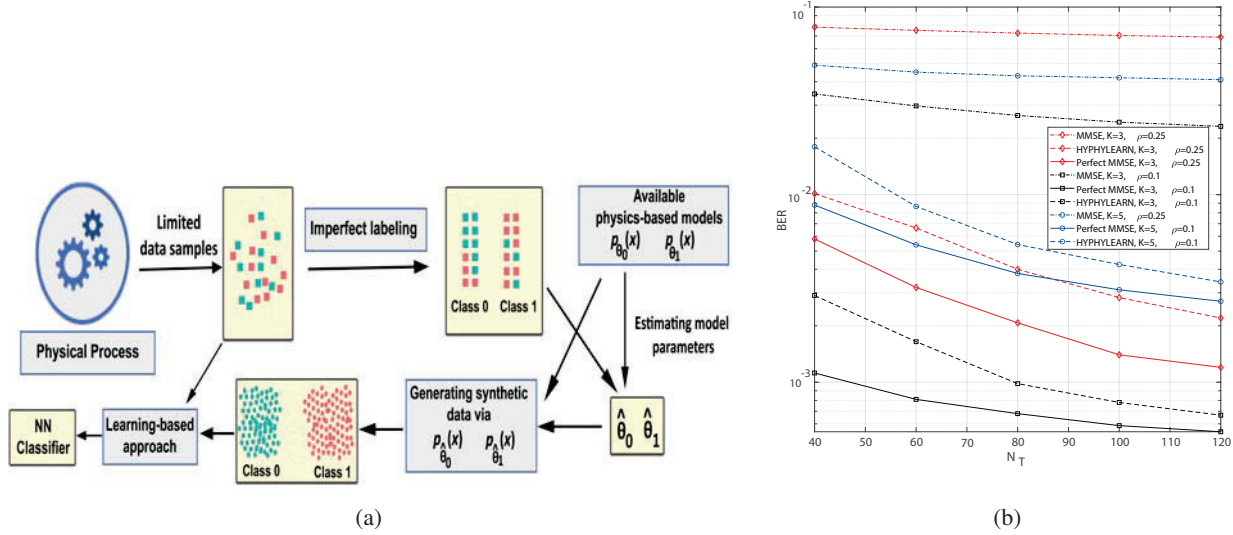 Physical Process
Limited
data samples
Imperfect labeling
Class 0 Class 1
Available
physics-based models
pθ0(x) pθ1(x)
Estimating model
parameters
θ̂0 θ̂1
Generating synthetic
data via
pθ̂0(x) pθ̂1(x)
Class 0 Class 1
Learning-based
approach
NN
Classifier
(a)
10-1
10-2
10-3
BER
MMSE, K=3, ρ=0.25
HYPHYLEARN, K=3, ρ=0.25
Perfect MMSE, K=3, ρ=0.25
MMSE, K=3, ρ=0.1
Perfect MMSE, K=3, ρ=0.1
HYPHYLEARN, K=3, ρ=0.1
MMSE, K=5, ρ=0.25
Perfect MMSE, K=5, ρ=0.1
HYPHYLEARN, K=5, ρ=0.1
40 50 60 70 80 90 100 110 120
NT
(b)